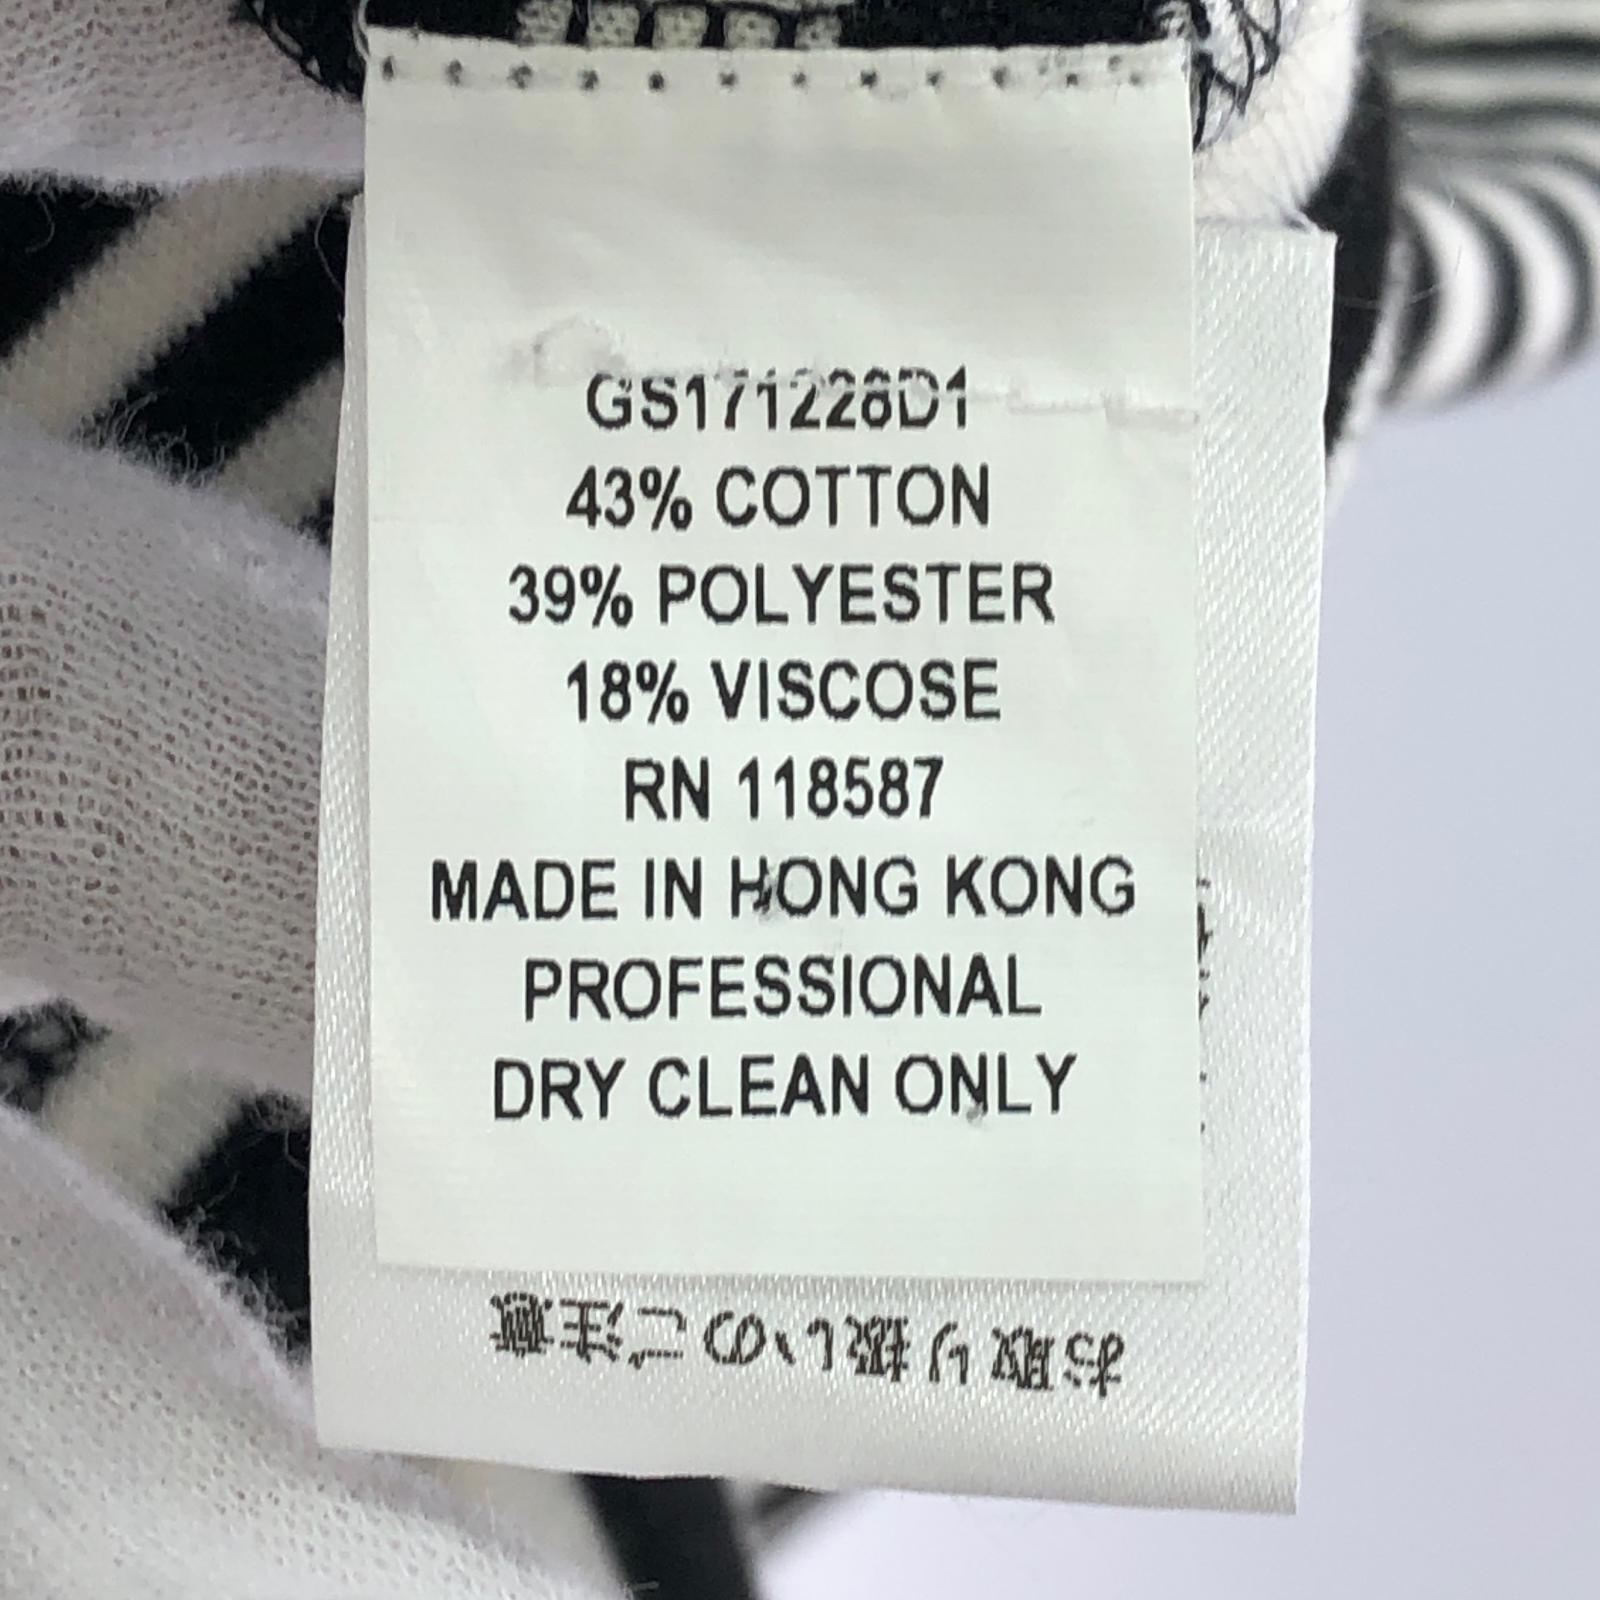 GS171228D1
43% COTTON
39% POLYESTER
18% VISCOSE
RN 118587
MADE IN HONG KONG
PROFESSIONAL
DRY CLEAN ONLY